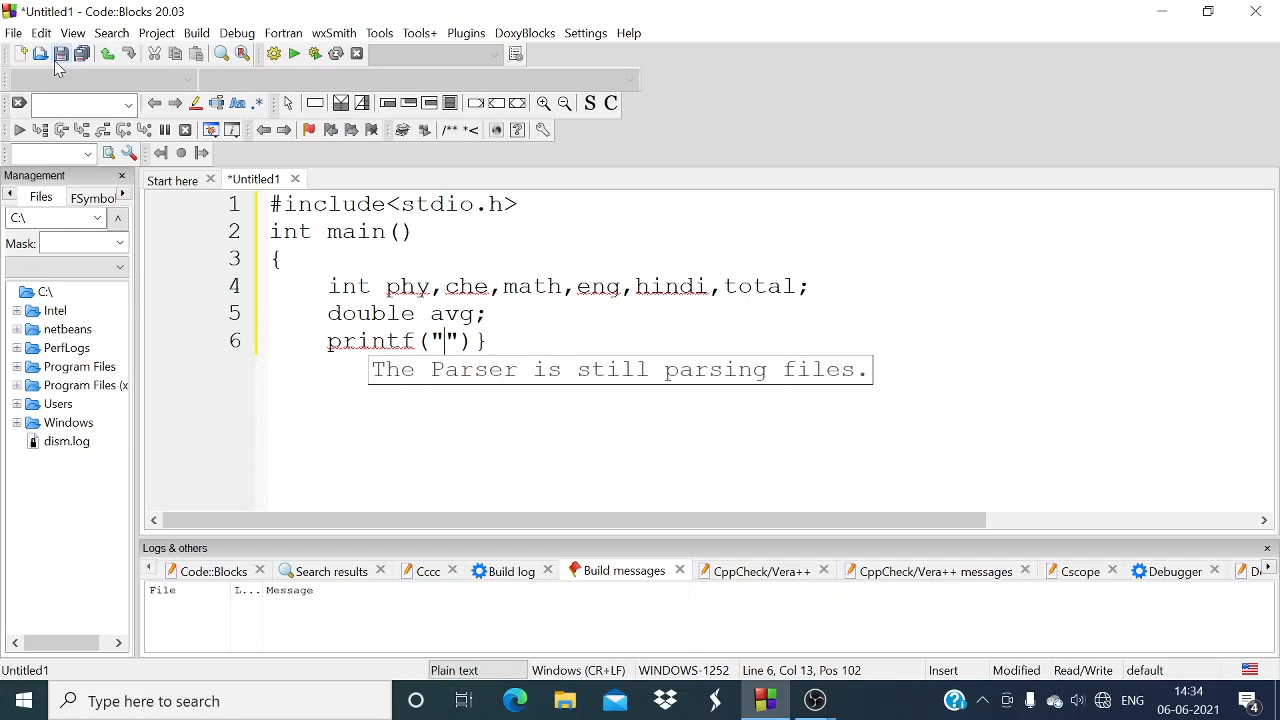 *Untitled1 - Code::Blocks 20.03
File Edit View Search Project Build Debug Fortran wxSmith Tools Tools+ Plugins DoxyBlocks Settings Help
S C
/** *<
Management
Files FSymbol
C:\
Mask:
C:\
Intel
netbeans
PerfLogs
Program Files
Program Files (x
Users
Windows
dism.log
Start here *Untitled1
1 #include<stdio.h>
2 int main()
3 {
4 int phy,che,math,eng,hindi,total;
5 double avg;
6 printf("")}
The Parser is still parsing files.
Logs & others
Code::Blocks Search results Cccc Build log Build messages CppCheck/Vera++ CppCheck/Vera++ messages Cscope Debugger
File L... Message
Untitled1 Plain text Windows (CR+LF) WINDOWS-1252 Line 6, Col 13, Pos 102 Insert Modified Read/Write default
Type here to search
ENG
14:34
06-06-2021
4